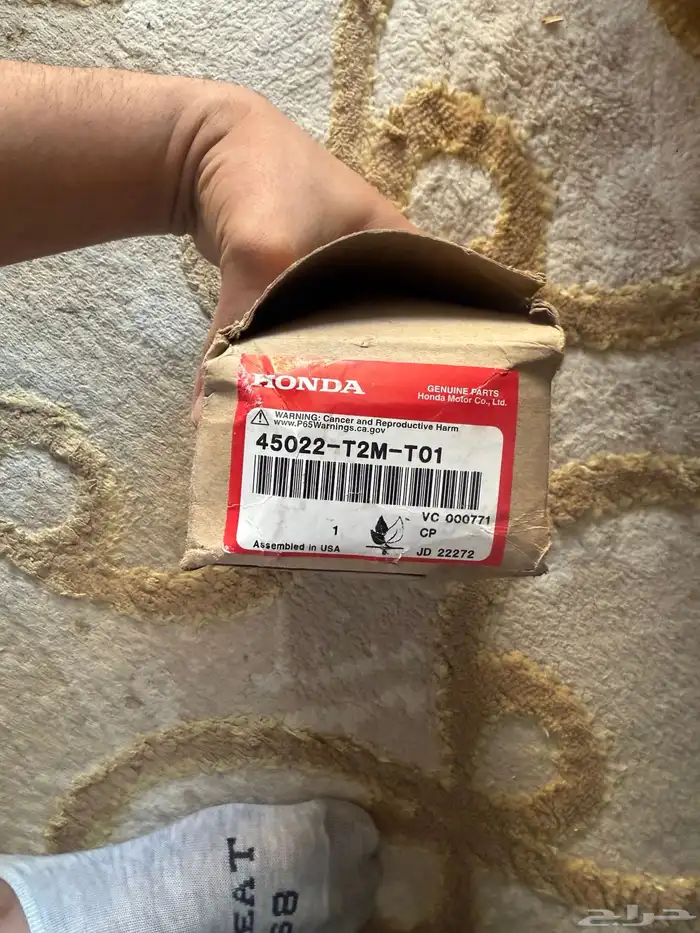 HONDA
GENUINE PARTS
Honda Motor Co., Ltd.
WARNING: Cancer and Reproductive Harm
www.P65Warnings.ca.gov
45022-T2M-T01
VC 000771
1 CP
Assembled in USA JD 22272
EAT
68
حراج